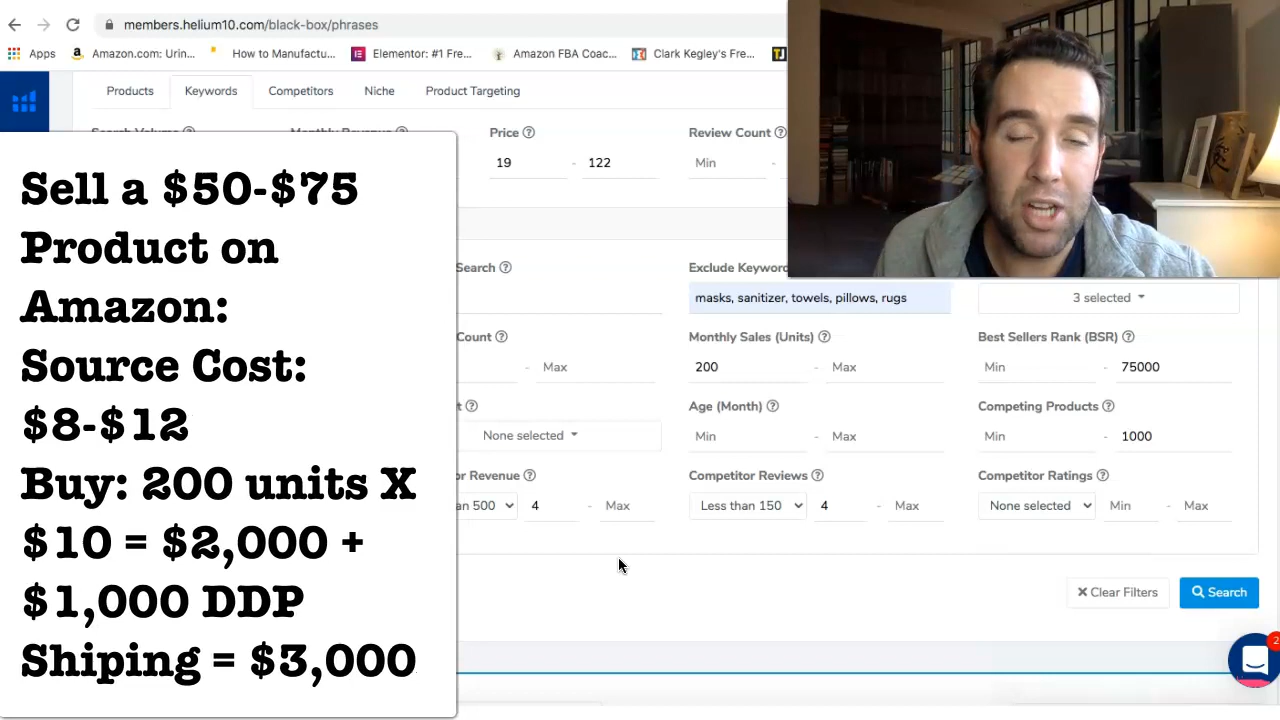 members.helium10.com/black-box/phrases
Apps Amazon.com: Urin... How to Manufactu... Elementor: #1 Fre... Amazon FBA Coac... Clark Kegley's Fre...
Products Keywords Competitors Niche Product Targeting
Price Review Count
19 - 122 Min -
Sell a $50-$75
Product on
Amazon:
Source Cost:
$8-$12
Buy: 200 units X
$10 = $2,000 +
$1,000 DDP
Shiping = $3,000
Search Exclude Keyword
masks, sanitizer, towels, pillows, rugs 3 selected
Count Monthly Sales (Units) Best Sellers Rank (BSR)
- Max 200 - Max Min - 75000
Age (Month) Competing Products
None selected Min - Max Min - 1000
Revenue Competitor Reviews Competitor Ratings
500 4 - Max Less than 150 4 - Max None selected Min - Max
Clear Filters Search
2